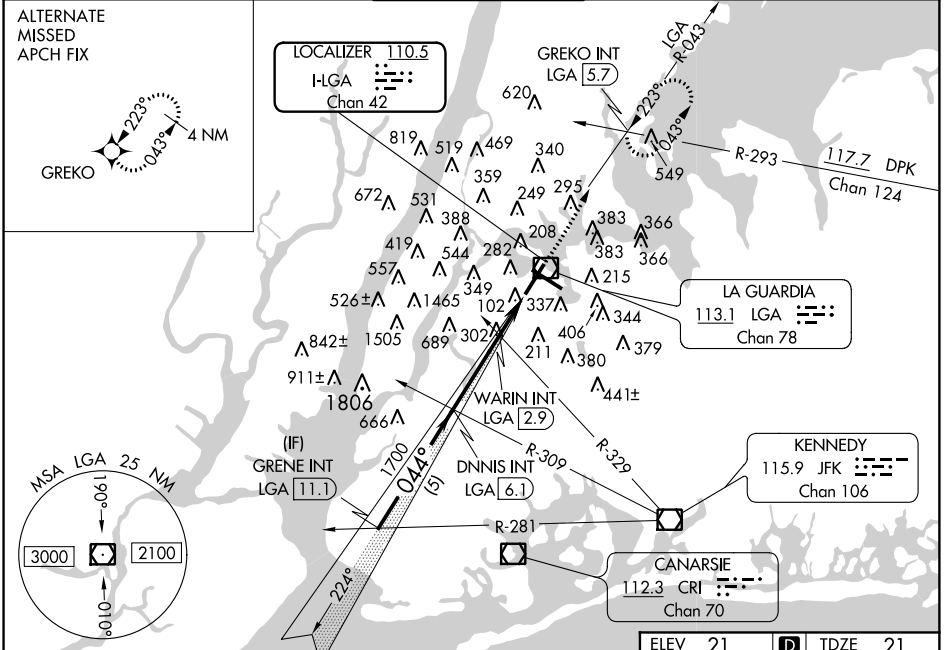 ALTERNATE
MISSED
APCH FIX
223°
043°
4 NM
GREKO
LOCALIZER 110.5
I-LGA
Chan 42
GREKO INT
LGA 5.7
LGA
R-043
223°
043°
549
R-293
117.7 DPK
Chan 124
620
819
519
469
340
359
672
531
249
295
388
208
383
383
366
366
419
544
282
557
349
215
526±
1465
102
337
344
406
1505
689
302
211
379
842±
380
911±
1806
441±
666
LA GUARDIA
113.1 LGA
Chan 78
WARIN INT
LGA 2.9
DNNIS INT
LGA 6.1
(IF)
GRENE INT
LGA 11.1
1700
044°
(5)
224°
R-309
R-329
R-281
KENNEDY
115.9 JFK
Chan 106
CANARSIE
112.3 CRI
Chan 70
MSA LGA 25 NM
190°
3000
2100
010°
ELEV 21
D
TDZE 21